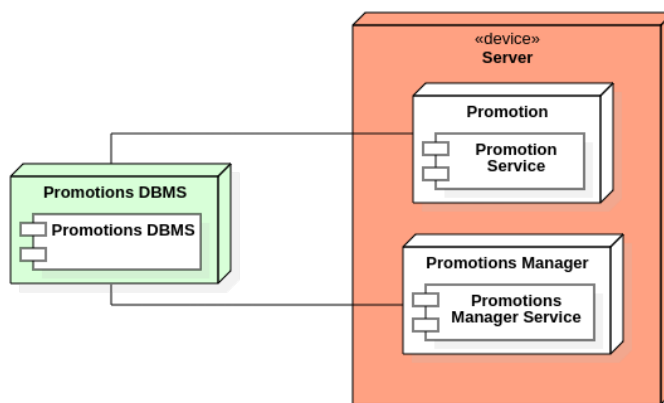 «device»
Server
Promotion
Promotion
Service
Promotions DBMS
Promotions DBMS
Promotions Manager
Promotions
Manager Service